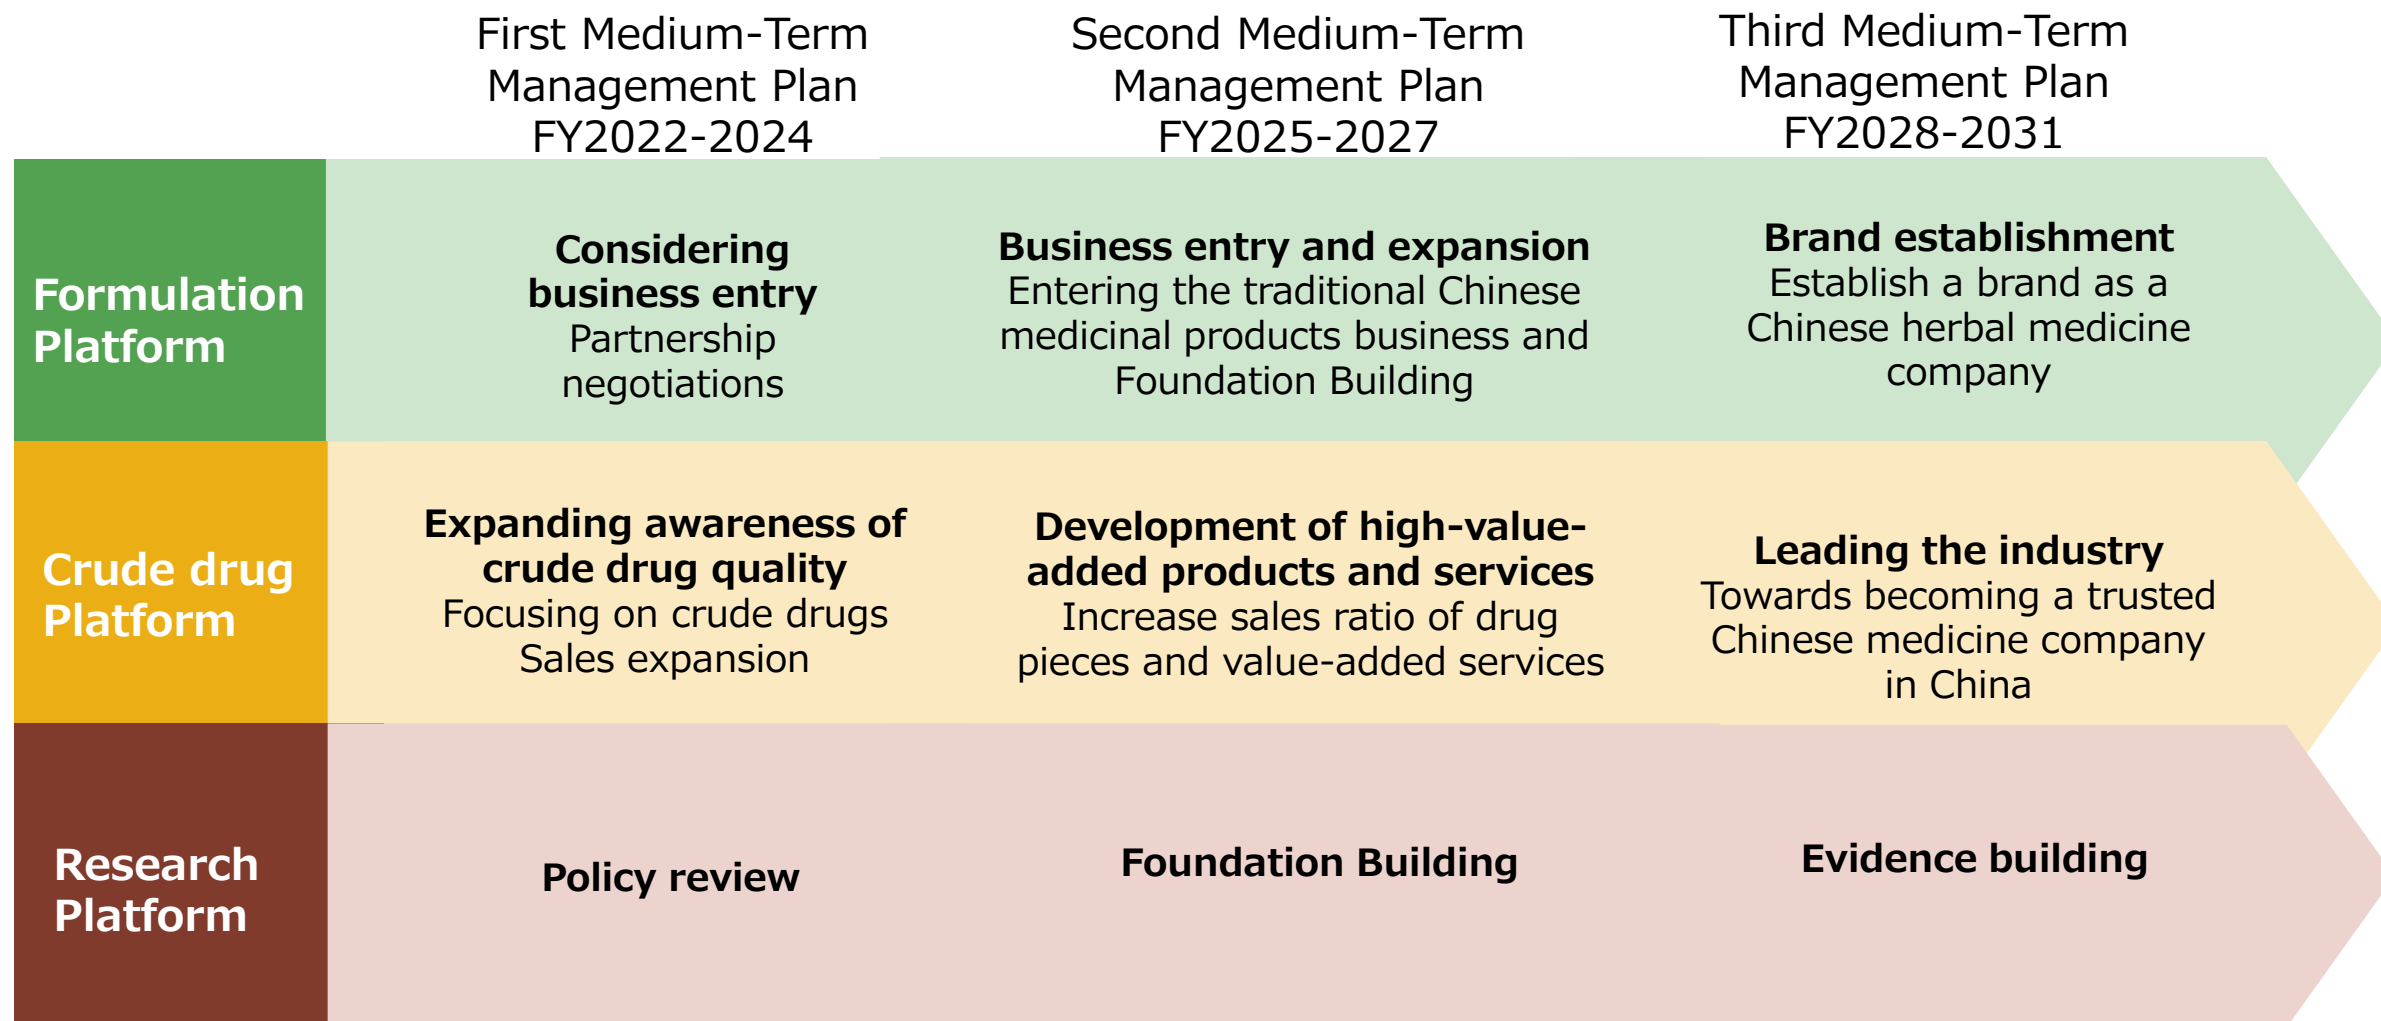 First Medium-Term
Management Plan
FY2022-2024
Second Medium-Term
Management Plan
FY2025-2027
Third Medium-Term
Management Plan
FY2028-2031
Formulation
Platform
Considering
business entry
Partnership
negotiations
Business entry and expansion
Entering the traditional Chinese
medicinal products business and
Foundation Building
Brand establishment
Establish a brand as a
Chinese herbal medicine
company
Crude drug
Platform
Expanding awareness of
crude drug quality
Focusing on crude drugs
Sales expansion
Development of high-value-
added products and services
Increase sales ratio of drug
pieces and value-added services
Leading the industry
Towards becoming a trusted
Chinese medicine company
in China
Research
Platform
Policy review
Foundation Building
Evidence building